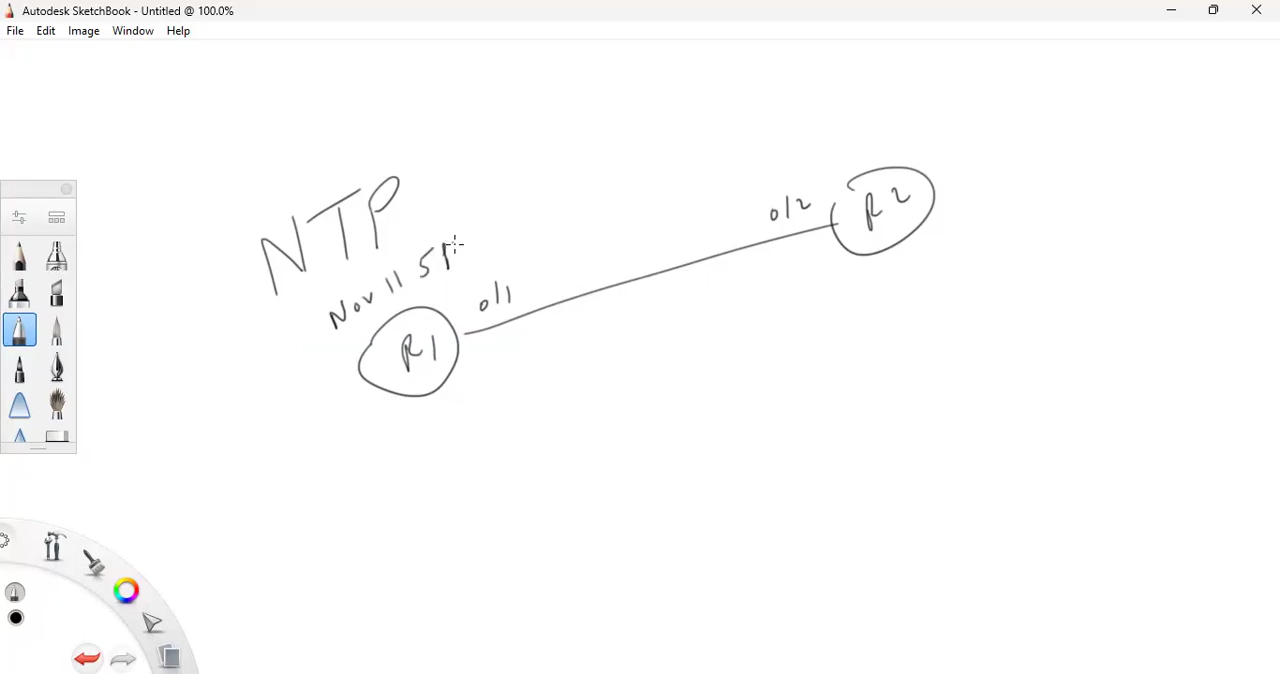 Autodesk SketchBook - Untitled @ 100.0%
File Edit Image Window Help
NTP
Nov 11 5P
0/1
0/2
R1
R2